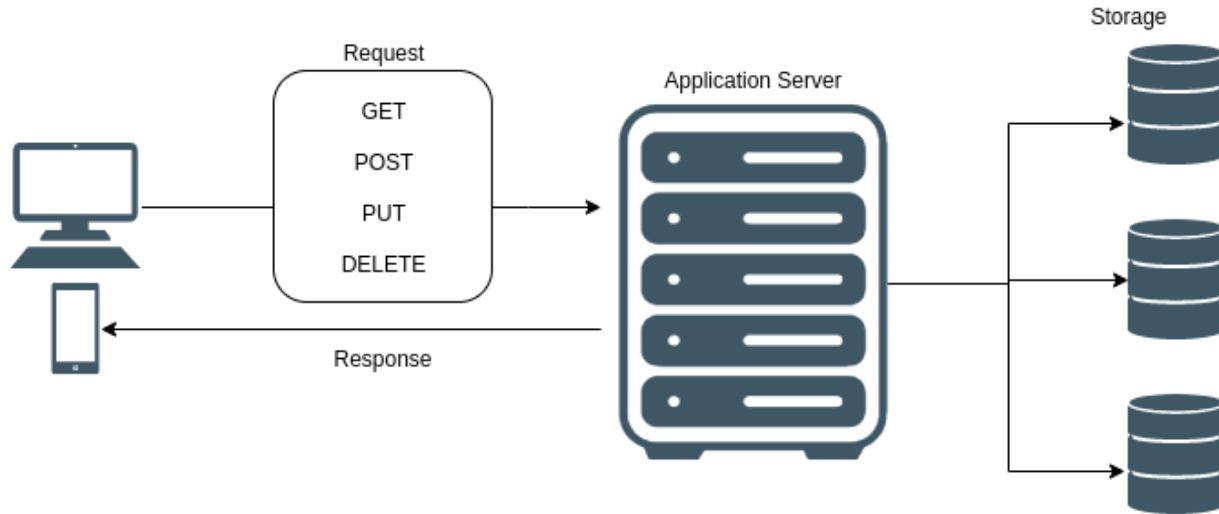 Storage
Request
Application Server
GET
POST
PUT
DELETE
Response